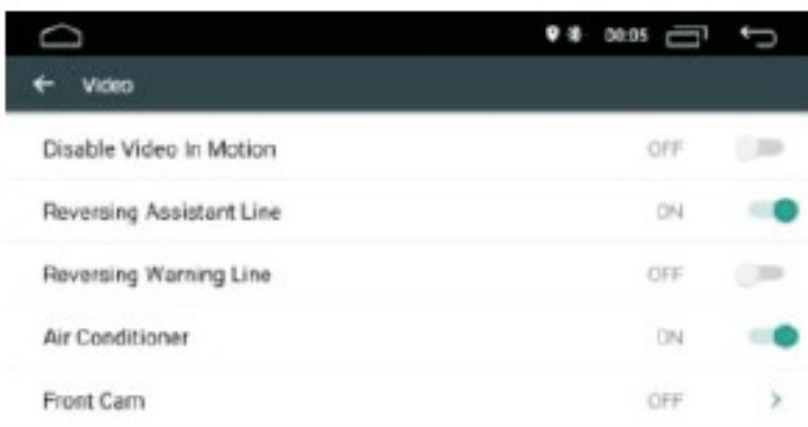 00:05
Video
Disable Video In Motion OFF
Reversing Assistant Line ON
Reversing Warning Line OFF
Air Conditioner ON
Front Cam OFF